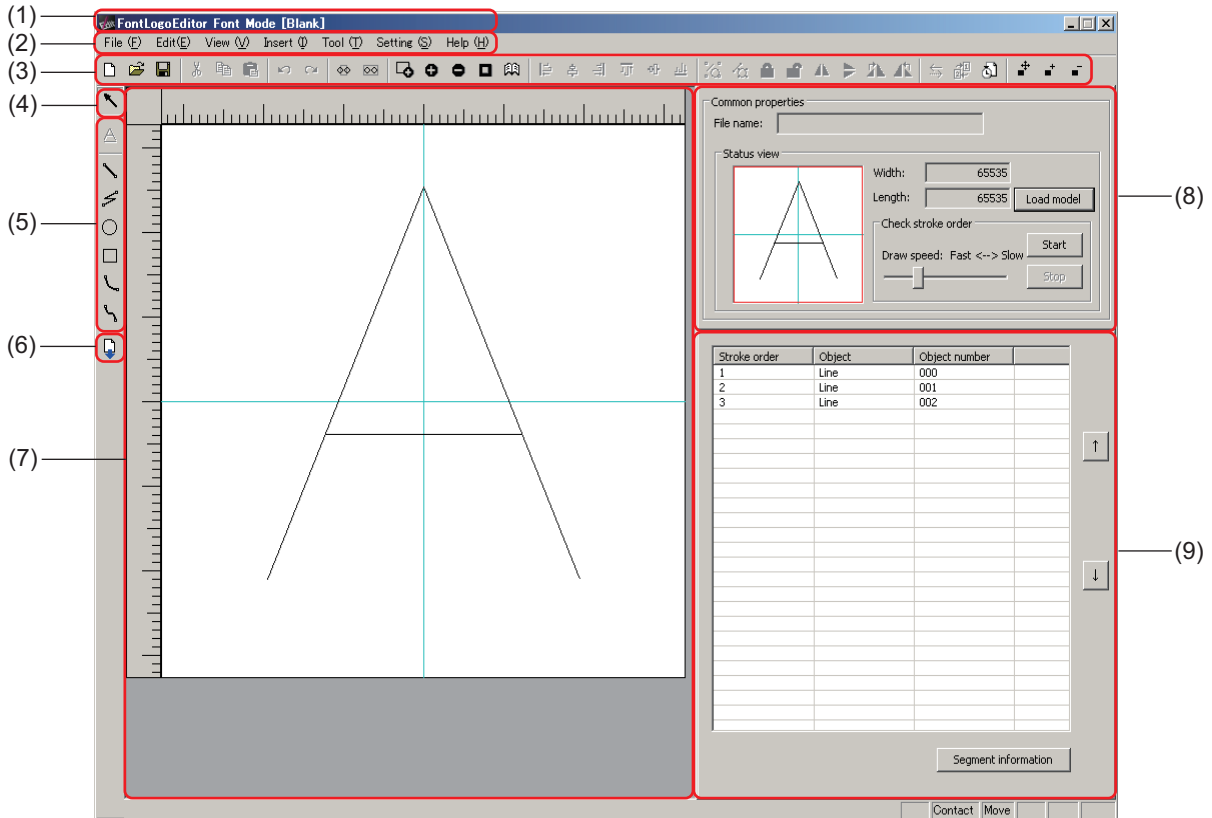 (1)
FontLogoEditor Font Mode [Blank]
(2)
File (F) Edit(E) View (V) Insert (I) Tool (T) Setting (S) Help (H)
(3)
(4)
(5)
(6)
(7)
Common properties
File name:
Status view
Width: 65535
Length: 65535 Load model
Check stroke order
Draw speed: Fast <--> Slow Start
Stop
(8)
Stroke order Object Object number
1 Line 000
2 Line 001
3 Line 002
↑
↓
(9)
Segment information
Contact Move